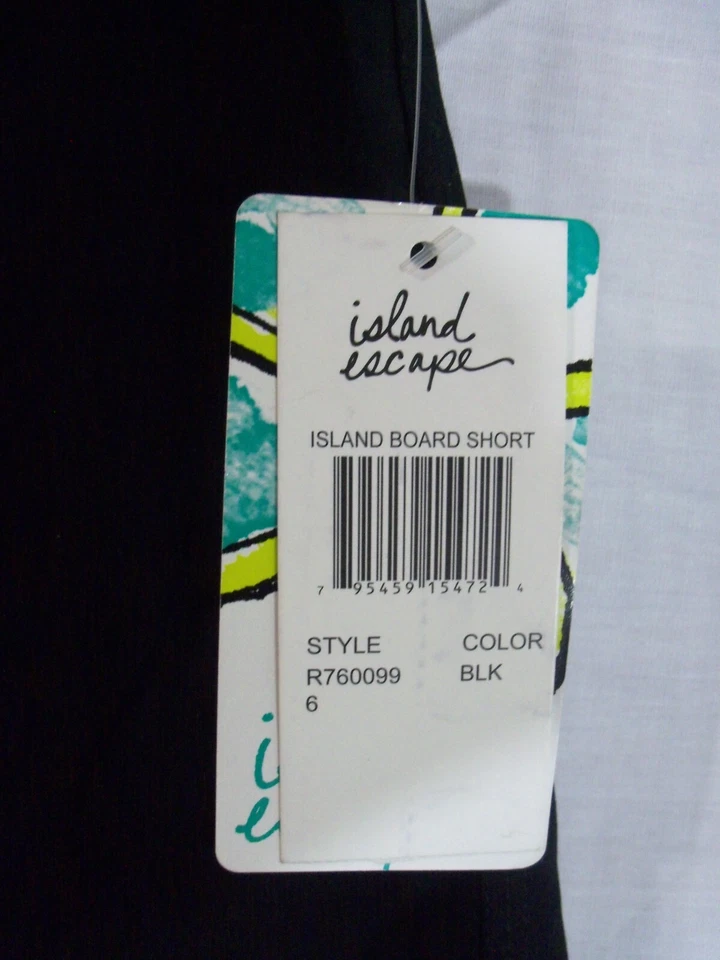 island
escape
ISLAND BOARD SHORT
7 95459 15472 4
STYLE COLOR
R760099 BLK
6